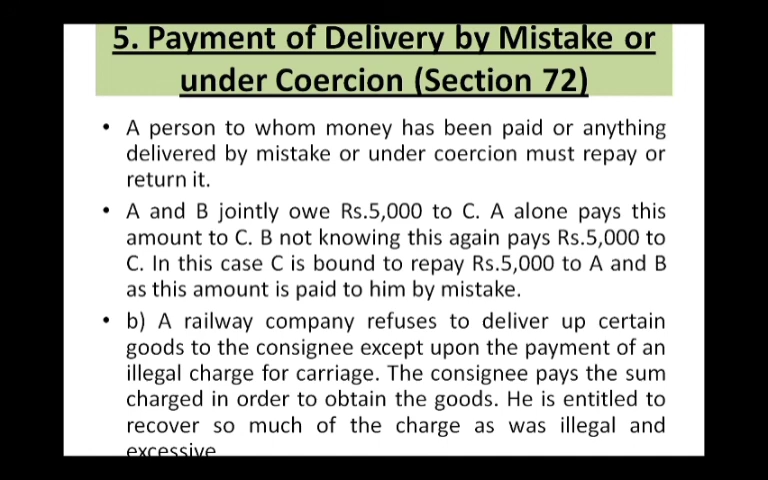 5. Payment of Delivery by Mistake or
under Coercion (Section 72)
• A person to whom money has been paid or anything
delivered by mistake or under coercion must repay or
return it.
• A and B jointly owe Rs.5,000 to C. A alone pays this
amount to C. B not knowing this again pays Rs.5,000 to
C. In this case C is bound to repay Rs.5,000 to A and B
as this amount is paid to him by mistake.
• b) A railway company refuses to deliver up certain
goods to the consignee except upon the payment of an
illegal charge for carriage. The consignee pays the sum
charged in order to obtain the goods. He is entitled to
recover so much of the charge as was illegal and
excessive